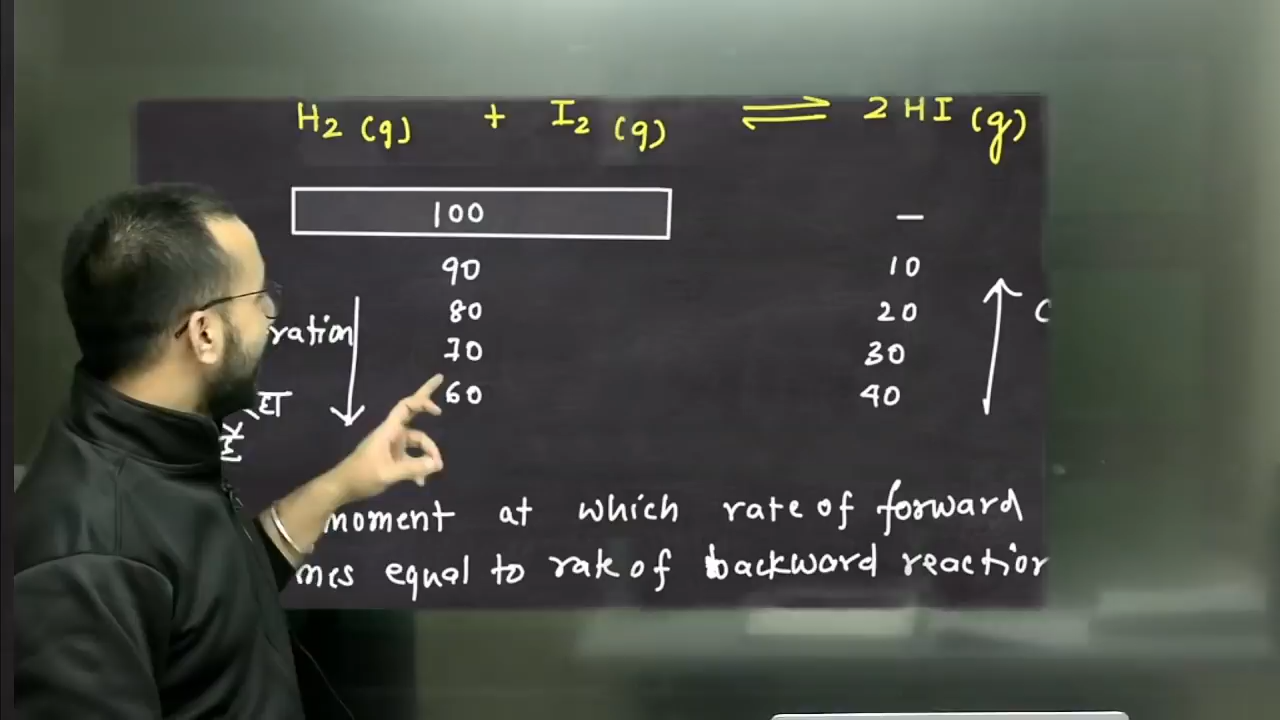 H₂ (g) + I₂ (g) ⇌ 2 HI (g)
100 —
90 10
80 20
ration
70 30
60 40
moment at which rate of forward
mes equal to rate of backward reaction